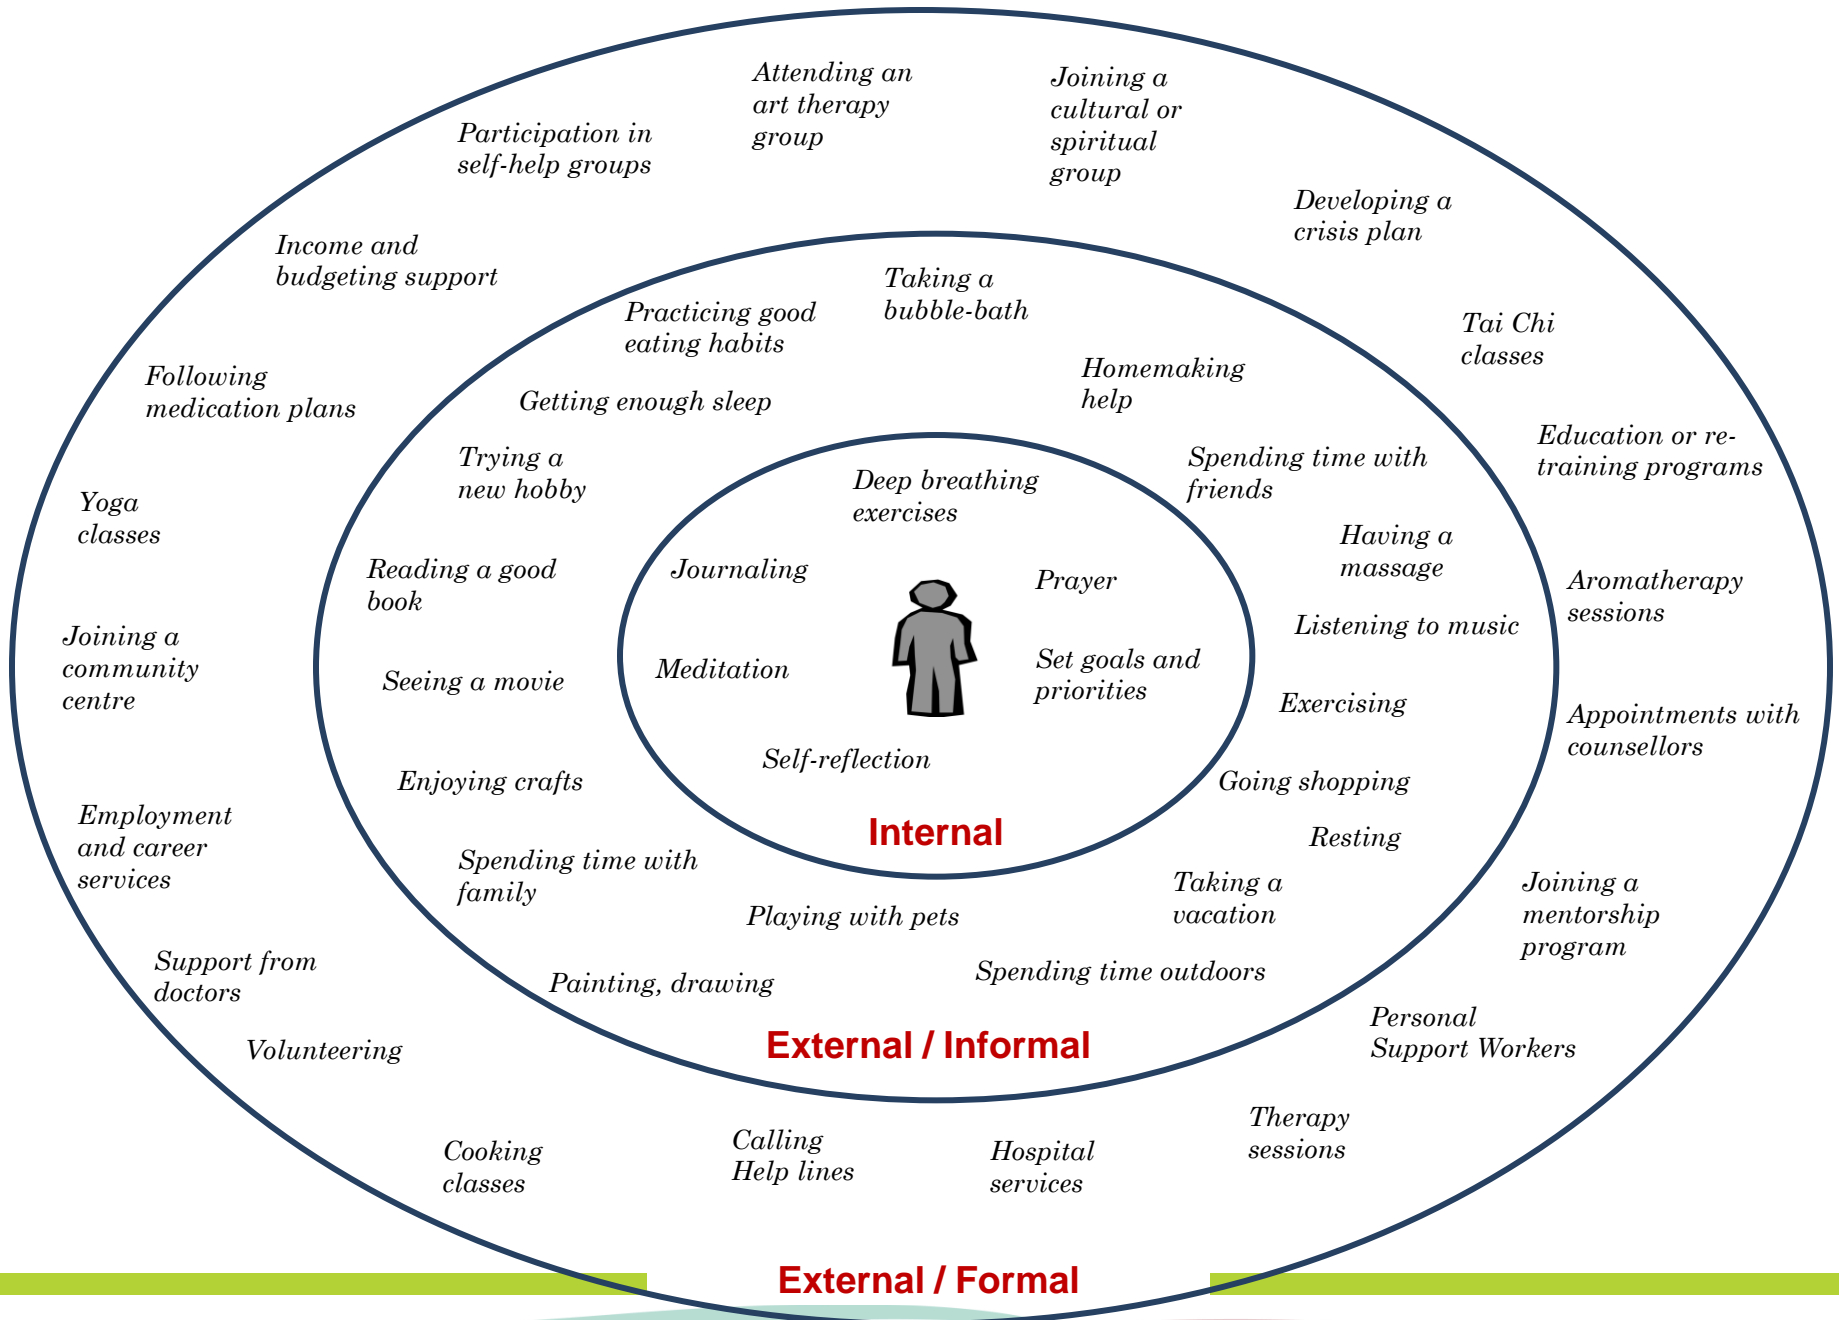 Attending an
art therapy
group
Joining a
cultural or
spiritual
group
Participation in
self-help groups
Developing a
crisis plan
Income and
budgeting support
Tai Chi
classes
Following
medication plans
Education or re-
training programs
Yoga
classes
Aromatherapy
sessions
Joining a
community
centre
Appointments with
counsellors
Employment
and career
services
Joining a
mentorship
program
Support from
doctors
Personal
Support Workers
Volunteering
Therapy
sessions
Cooking
classes
Calling
Help lines
Hospital
services
External / Formal
Taking a
bubble-bath
Practicing good
eating habits
Homemaking
help
Getting enough sleep
Trying a
new hobby
Spending time with
friends
Having a
massage
Reading a good
book
Listening to music
Seeing a movie
Exercising
Enjoying crafts
Going shopping
Resting
Spending time with
family
Taking a
vacation
Playing with pets
Spending time outdoors
Painting, drawing
External / Informal
Deep breathing
exercises
Journaling
Prayer
Meditation
Set goals and
priorities
Self-reflection
Internal